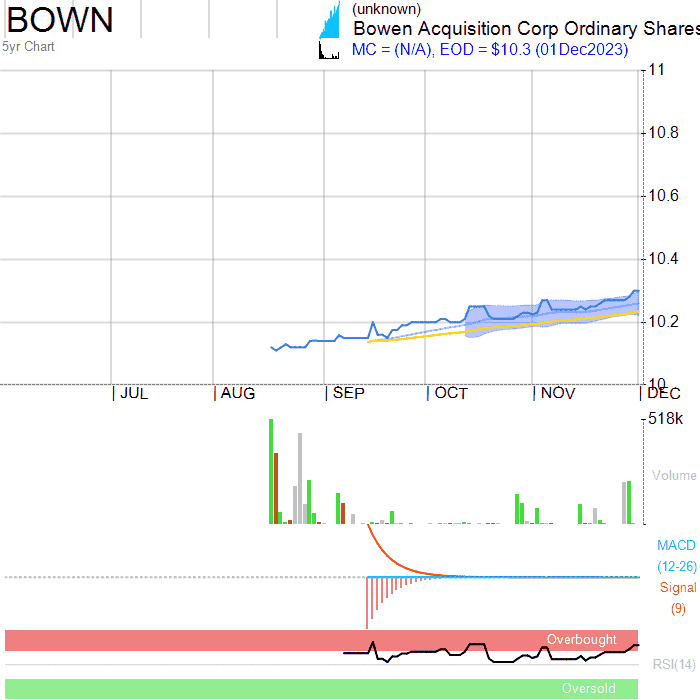 BOWN
(unknown)
Bowen Acquisition Corp Ordinary Shares
5yr Chart
MC = (N/A), EOD = $10.3 (01Dec2023)
11
10.8
10.6
10.4
10.2
10
JUL
AUG
SEP
OCT
NOV
DEC
518k
Volume
MACD
(12-26)
Signal
(9)
Overbought
RSI(14)
Oversold